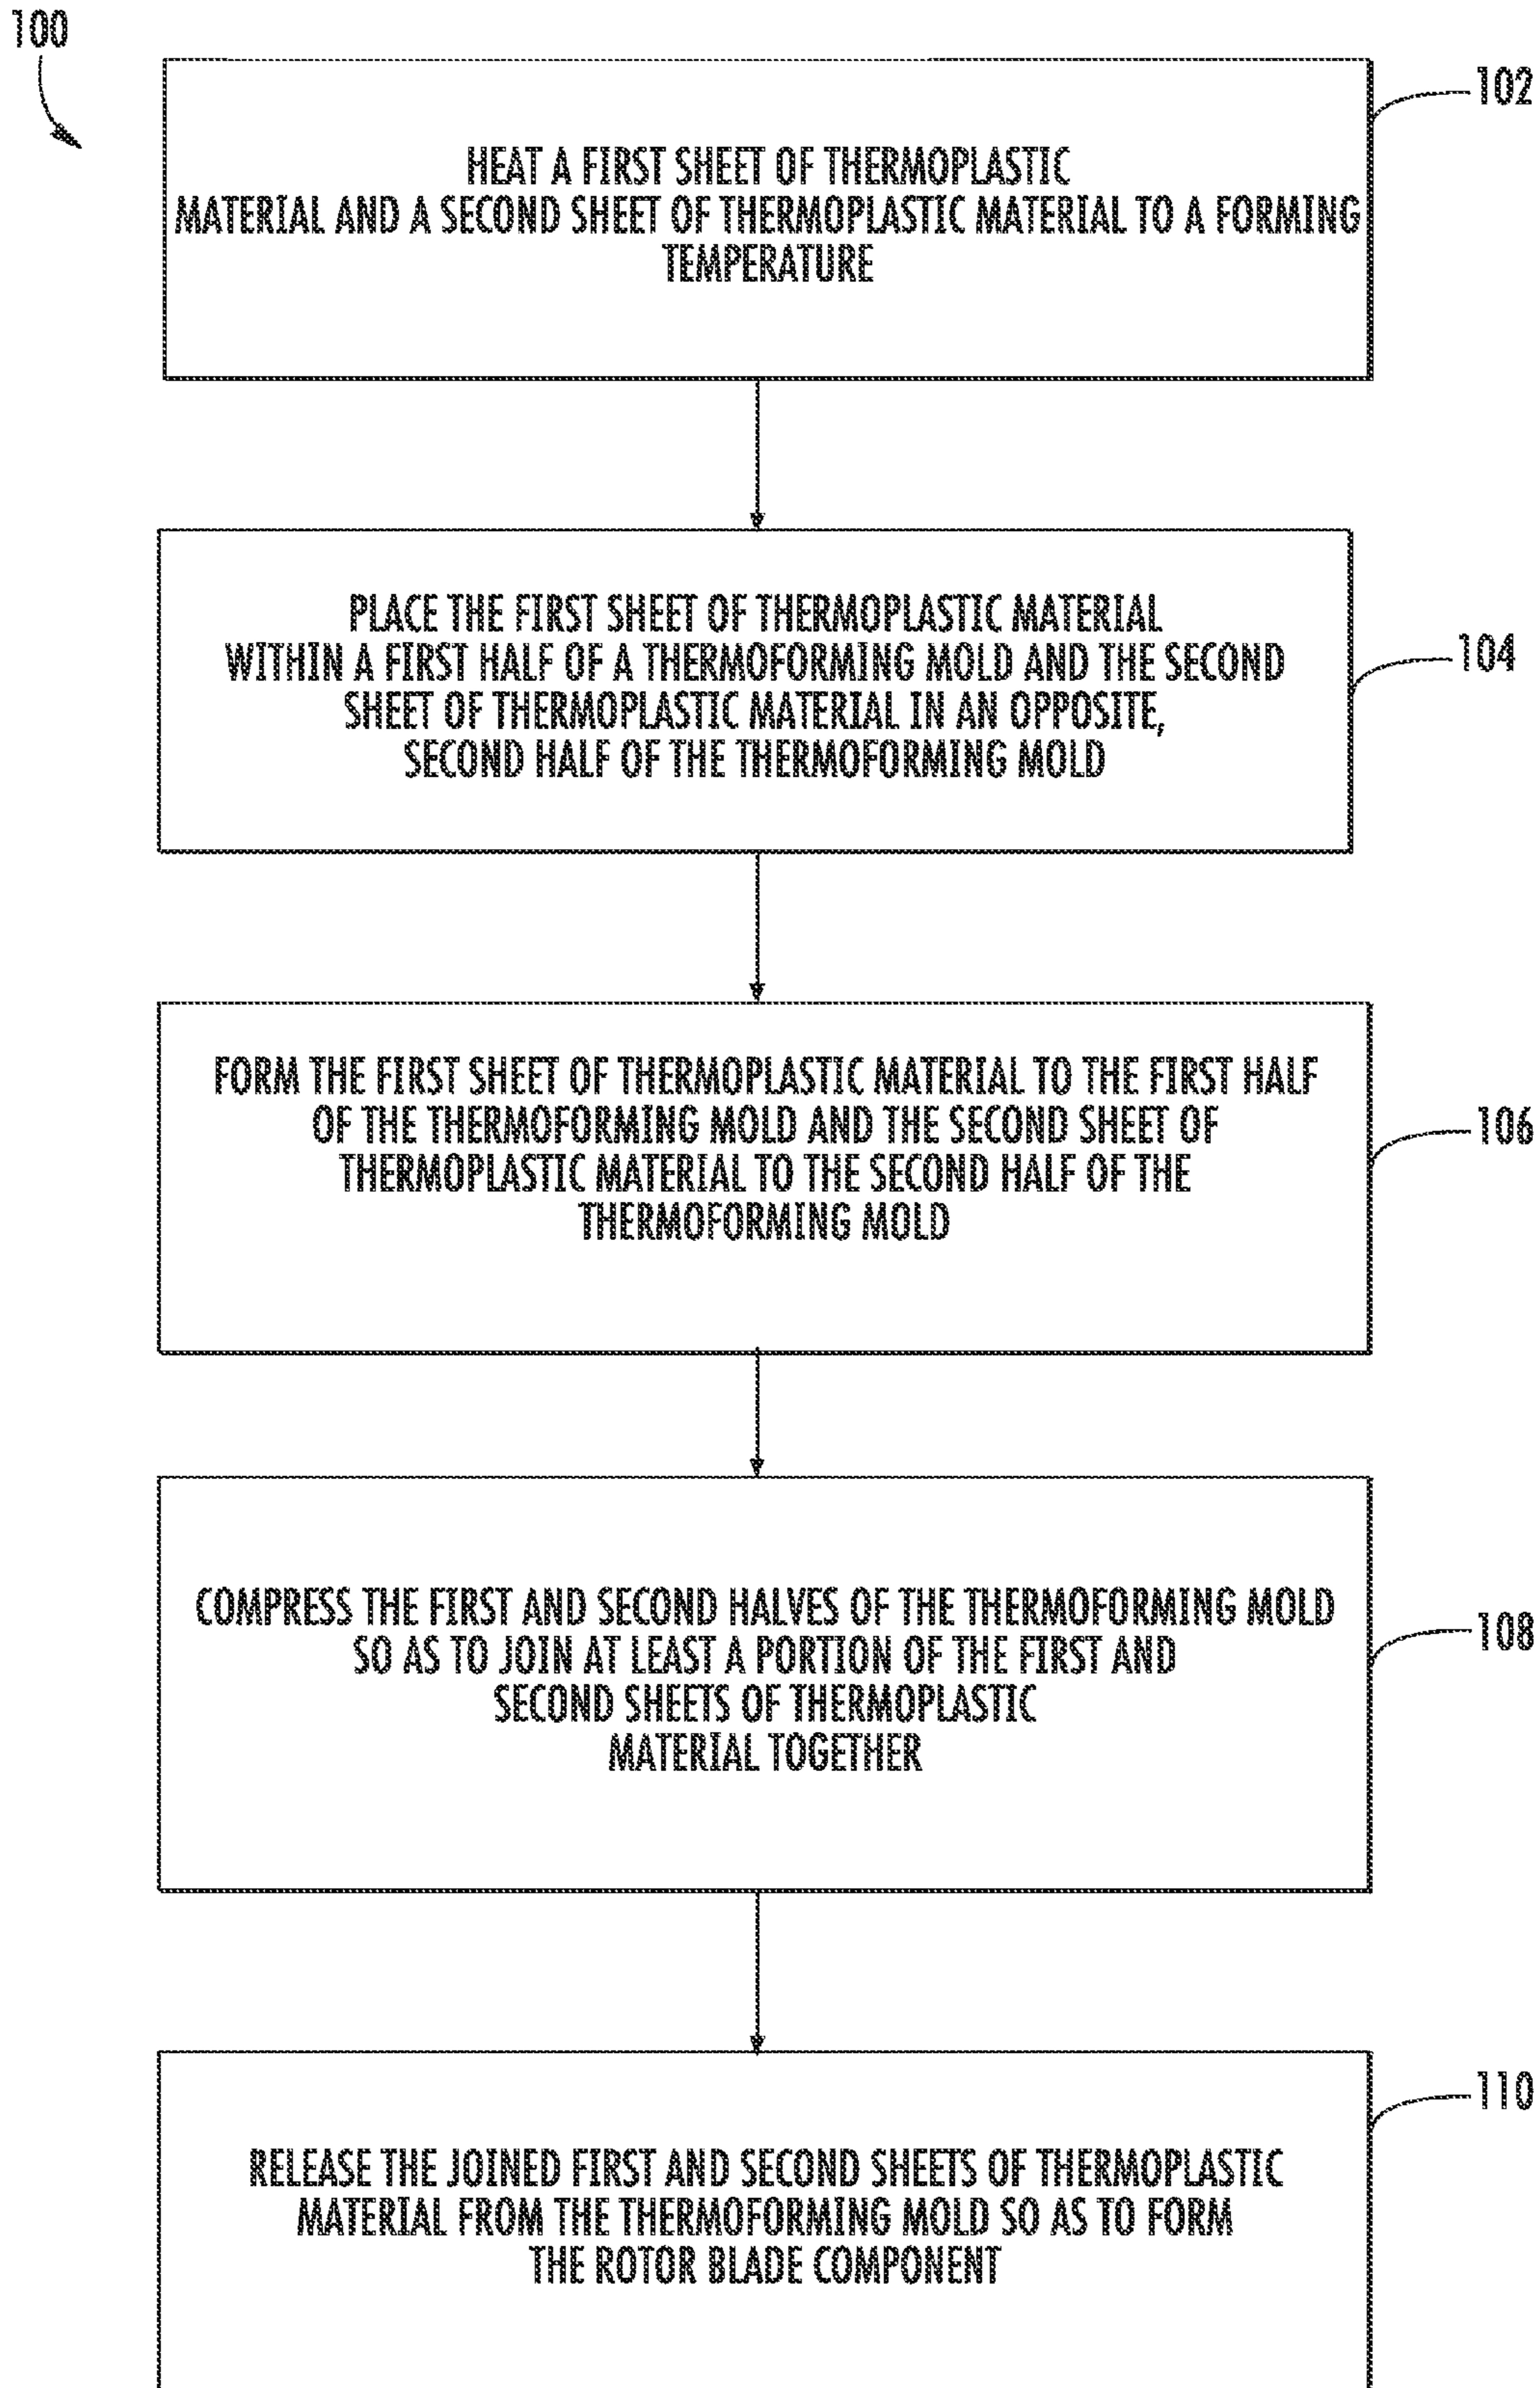 100
102
HEAT A FIRST SHEET OF THERMOPLASTIC
MATERIAL AND A SECOND SHEET OF THERMOPLASTIC MATERIAL TO A FORMING
TEMPERATURE
PLACE THE FIRST SHEET OF THERMOPLASTIC MATERIAL
WITHIN A FIRST HALF OF A THERMOFORMING MOLD AND THE SECOND
SHEET OF THERMOPLASTIC MATERIAL IN AN OPPOSITE,
SECOND HALF OF THE THERMOFORMING MOLD
104
FORM THE FIRST SHEET OF THERMOPLASTIC MATERIAL TO THE FIRST HALF
OF THE THERMOFORMING MOLD AND THE SECOND SHEET OF
THERMOPLASTIC MATERIAL TO THE SECOND HALF OF THE
THERMOFORMING MOLD
106
COMPRESS THE FIRST AND SECOND HALVES OF THE THERMOFORMING MOLD
SO AS TO JOIN AT LEAST A PORTION OF THE FIRST AND
SECOND SHEETS OF THERMOPLASTIC
MATERIAL TOGETHER
108
110
RELEASE THE JOINED FIRST AND SECOND SHEETS OF THERMOPLASTIC
MATERIAL FROM THE THERMOFORMING MOLD SO AS TO FORM
THE ROTOR BLADE COMPONENT